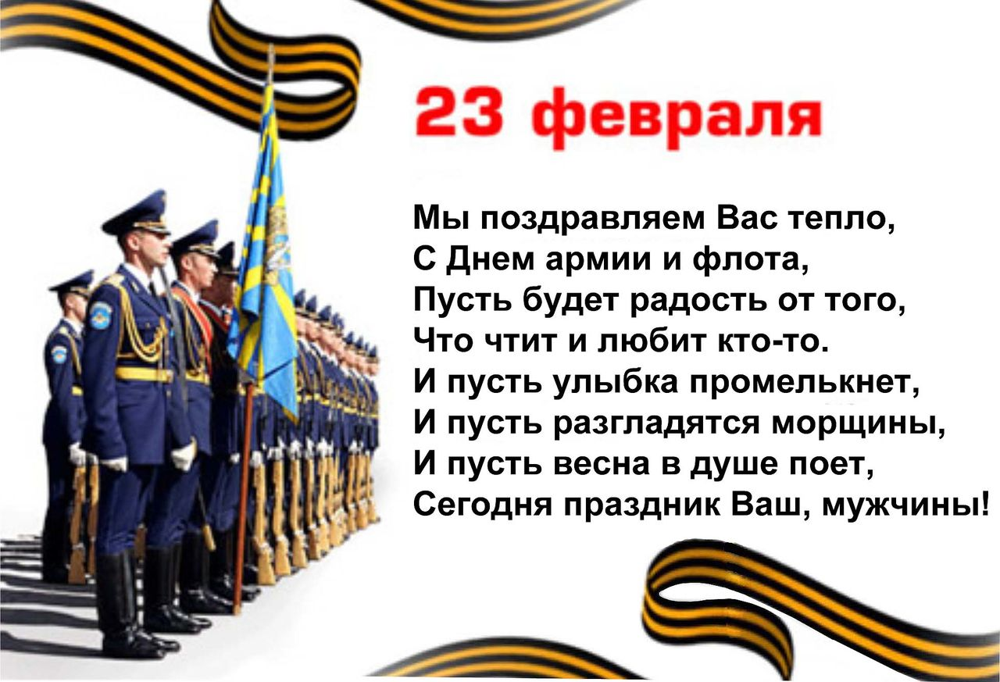 23 февраля
Мы поздравляем Вас тепло,
С Днем армии и флота,
Пусть будет радость от того,
Что чтит и любит кто-то.
И пусть улыбка промелькнет,
И пусть разгладятся морщины,
И пусть весна в душе поет,
Сегодня праздник Ваш, мужчины!